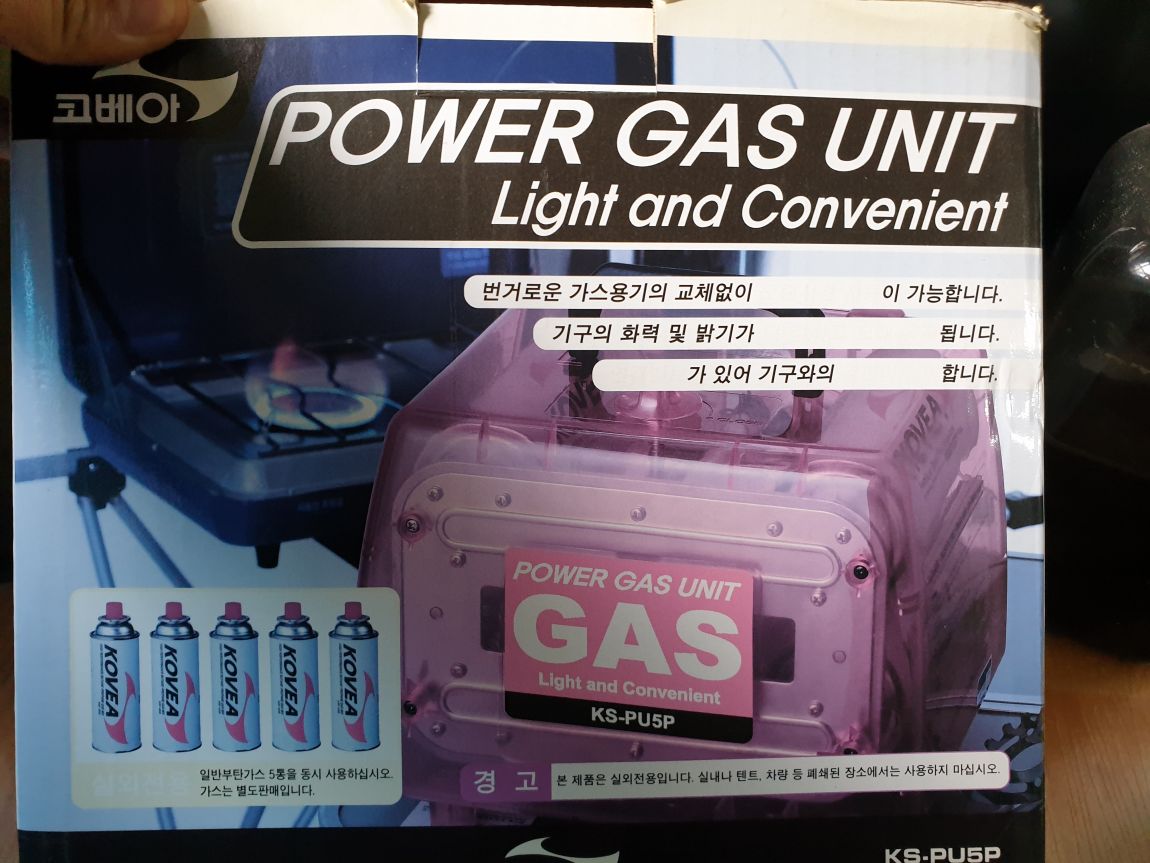 코베아
POWER GAS UNIT
Light and Convenient
번거로운 가스용기의 교체없이 이 가능합니다.
기구의 화력 및 밝기가 됩니다.
가 있어 기구와의 합니다.
KOVEA
KOVEA
POWER GAS UNIT
GAS
Light and Convenient
KS-PU5P
KOVEA
KOVEA
KOVEA
KOVEA
KOVEA
실외전용
일반부탄가스 5통을 동시 사용하십시오.
가스는 별도판매입니다.
경 고
본 제품은 실외전용입니다. 실내나 텐트, 차량 등 폐쇄된 장소에서는 사용하지 마십시오.
KS-PU5P